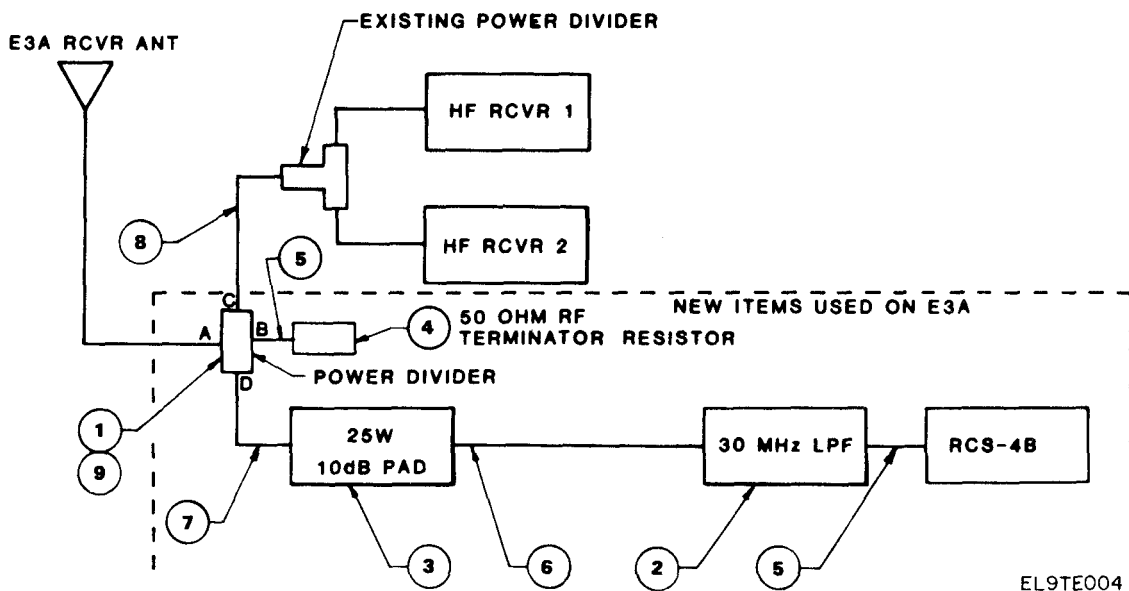 EXISTING POWER DIVIDER
E3A RCVR ANT
HF RCVR 1
HF RCVR 2
8
5
C
NEW ITEMS USED ON E3A
A
B
4
50 OHM RF
TERMINATOR RESISTOR
D
POWER DIVIDER
1
9
25W
10dB PAD
30 MHz LPF
RCS-4B
7
3
6
2
5
EL9TE004